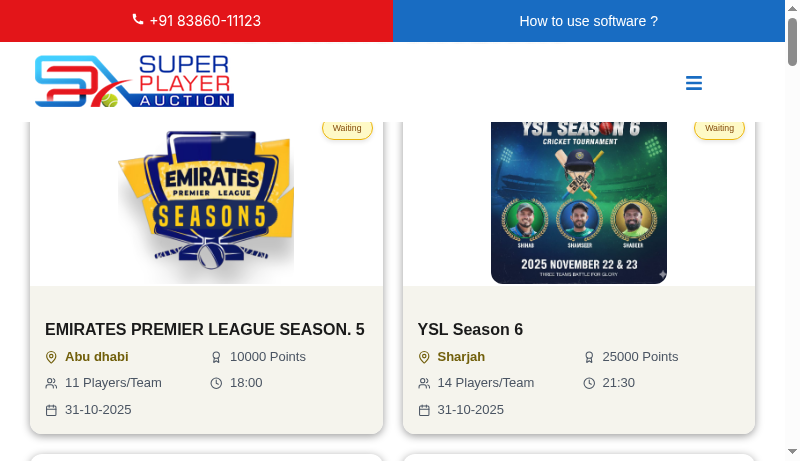 +91 83860-11123
How to use software ?
SUPER
PLAYER
AUCTION
Waiting
EMIRATES
PREMIER LEAGUE
SEASON5
EMIRATES PREMIER LEAGUE SEASON. 5
Abu dhabi
10000 Points
11 Players/Team
18:00
31-10-2025
Waiting
YSL SEASON 6
CRICKET TOURNAMENT
SHIHAB
SHAMSEER
SHABEER
2025 NOVEMBER 22 & 23
THREE TEAMS BATTLE FOR GLORY
YSL Season 6
Sharjah
25000 Points
14 Players/Team
21:30
31-10-2025